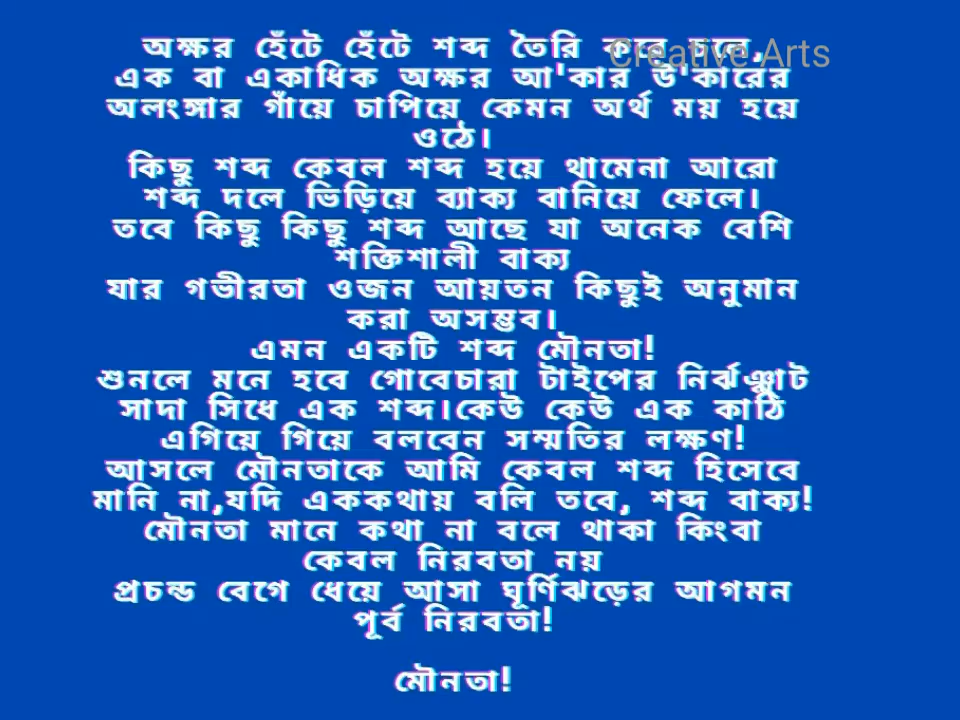 অক্ষর হেঁটে হেঁটে শব্দ তৈরি করে চলে,
Creative Arts
এক বা একাধিক অক্ষর আ'কার উ'কারের
অলংঙ্গার গাঁয়ে চাপিয়ে কেমন অর্থ ময় হয়ে
ওঠে।
কিছু শব্দ কেবল শব্দ হয়ে থামেনা আরো
শব্দ দলে ভিড়িয়ে ব্যাক্য বানিয়ে ফেলে।
তবে কিছু কিছু শব্দ আছে যা অনেক বেশি
শক্তিশালী বাক্য
যার গভীরতা ওজন আয়তন কিছুই অনুমান
করা অসম্ভব।
এমন একটি শব্দ মৌনতা!
শুনলে মনে হবে গোবেচারা টাইপের নির্ঝঞ্ঝাট
সাদা সিধে এক শব্দ।কেউ কেউ এক কাঠি
এগিয়ে গিয়ে বলবেন সম্মতির লক্ষণ!
আসলে মৌনতাকে আমি কেবল শব্দ হিসেবে
মানি না,যদি এককথায় বলি তবে, শব্দ বাক্য!
মৌনতা মানে কথা না বলে থাকা কিংবা
কেবল নিরবতা নয়
প্রচন্ড বেগে ধেয়ে আসা ঘূর্ণিঝড়ের আগমন
পূর্ব নিরবতা!
মৌনতা!